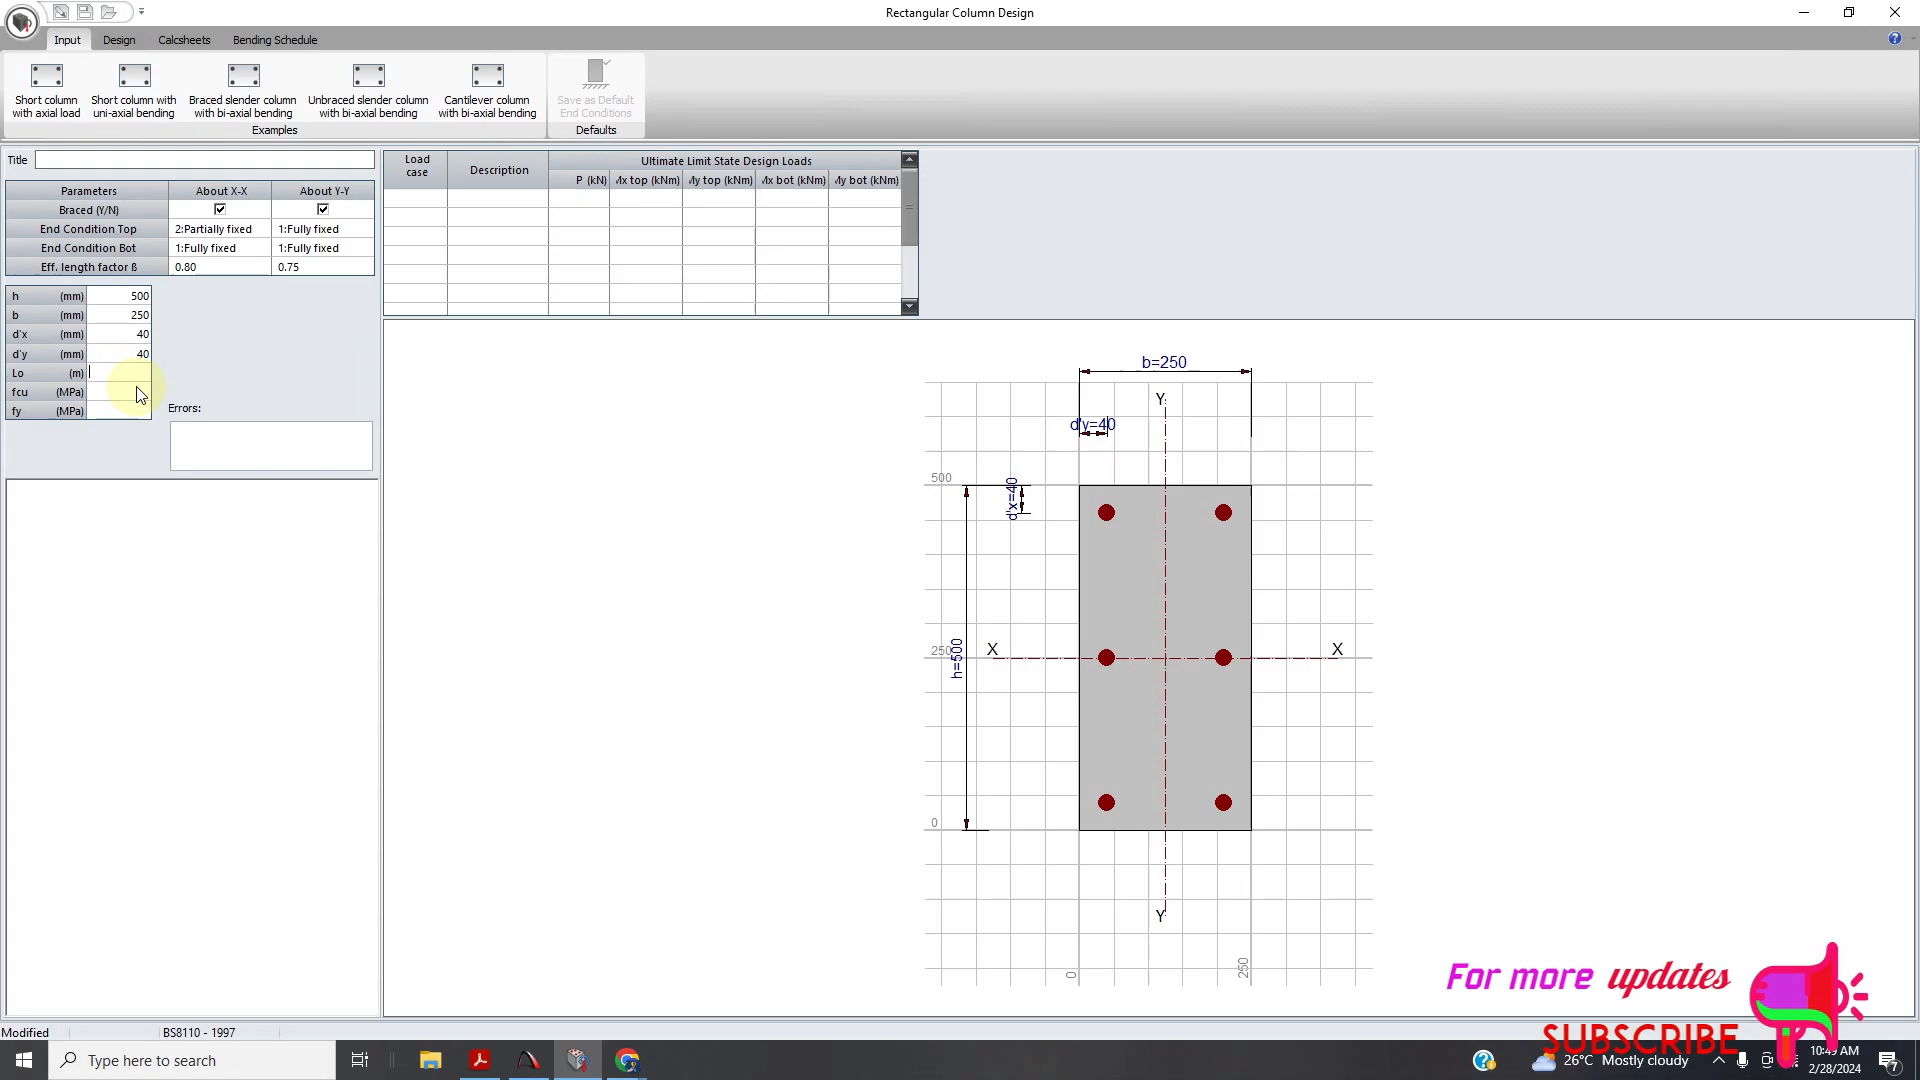 Rectangular Column Design
Input Design Calcsheets Bending Schedule
Short column with axial load
Short column with uni-axial bending
Braced slender column with bi-axial bending
Unbraced slender column with bi-axial bending
Cantilever column with bi-axial bending
Save as Default End Conditions
Examples
Defaults
Title
Parameters About X-X About Y-Y
Braced (Y/N)
End Condition Top 2:Partially fixed 1:Fully fixed
End Condition Bot 1:Fully fixed 1:Fully fixed
Eff. length factor ß 0.80 0.75
h (mm) 500
b (mm) 250
d'x (mm) 40
d'y (mm) 40
Lo (m)
fcu (MPa)
fy (MPa)
Errors:
Load case
Description
Ultimate Limit State Design Loads
P (kN) Mx top (kNm) My top (kNm) Mx bot (kNm) My bot (kNm)
b=250
Y
d'y=40
500
d'x=40
X
250
h=500
X
0
Y
0
250
For more updates
SUBSCRIBE
Modified BS8110 - 1997
Type here to search
26°C Mostly cloudy
10:49 AM
2/28/2024
7